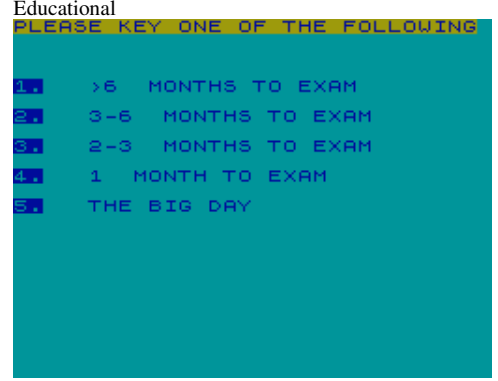 Educational
PLEASE KEY ONE OF THE FOLLOWING
1. >6 MONTHS TO EXAM
2. 3-6 MONTHS TO EXAM
3. 2-3 MONTHS TO EXAM
4. 1 MONTH TO EXAM
5. THE BIG DAY